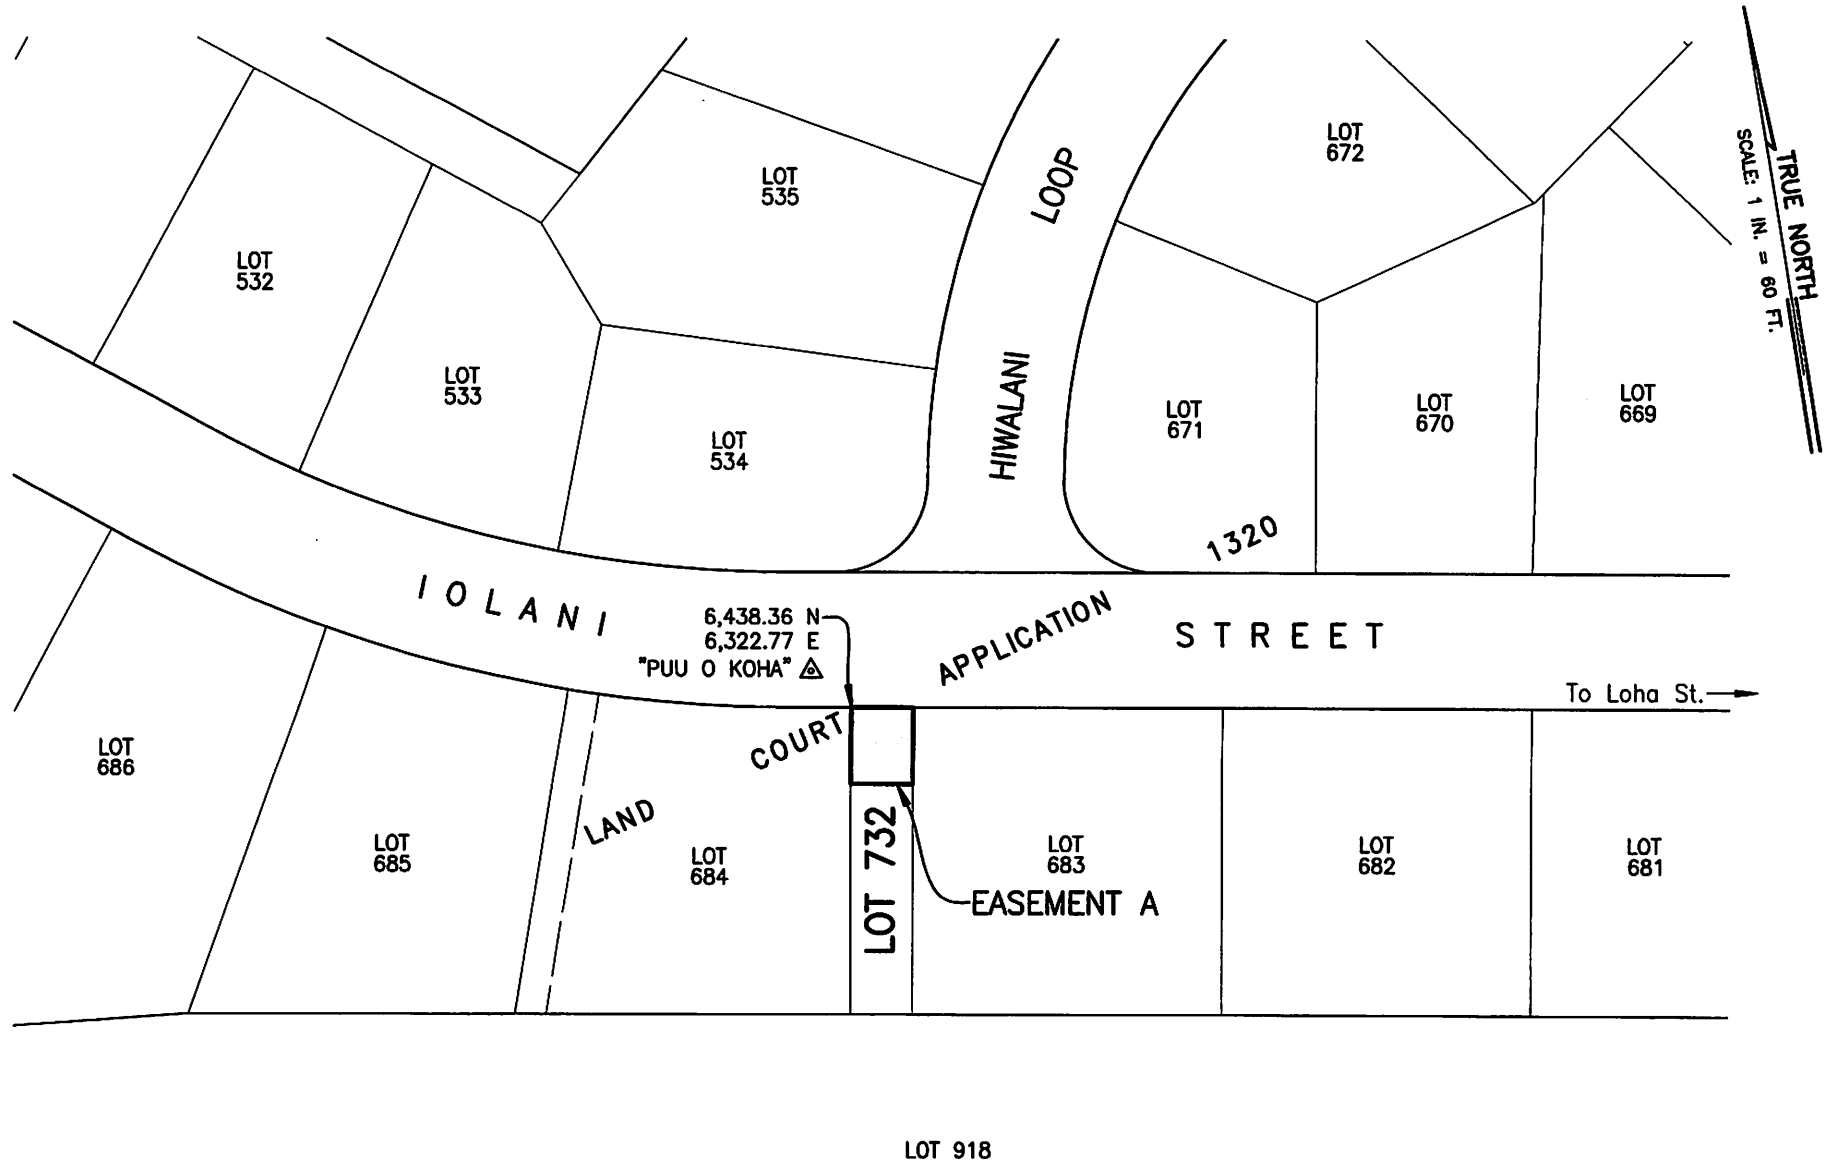 TRUE NORTH
SCALE: 1 IN. = 60 FT.
LOT
672
LOT
535
LOOP
HIWALANI
LOT
532
LOT
533
LOT
534
LOT
671
LOT
670
LOT
669
IOLANI
STREET
6,438.36 N
6,322.77 E
"PUU O KOHA"
LAND
COURT
APPLICATION
1320
To Loha St.
LOT
686
LOT
685
LOT
684
LOT 732
LOT
683
LOT
682
LOT
681
EASEMENT A
LOT 918